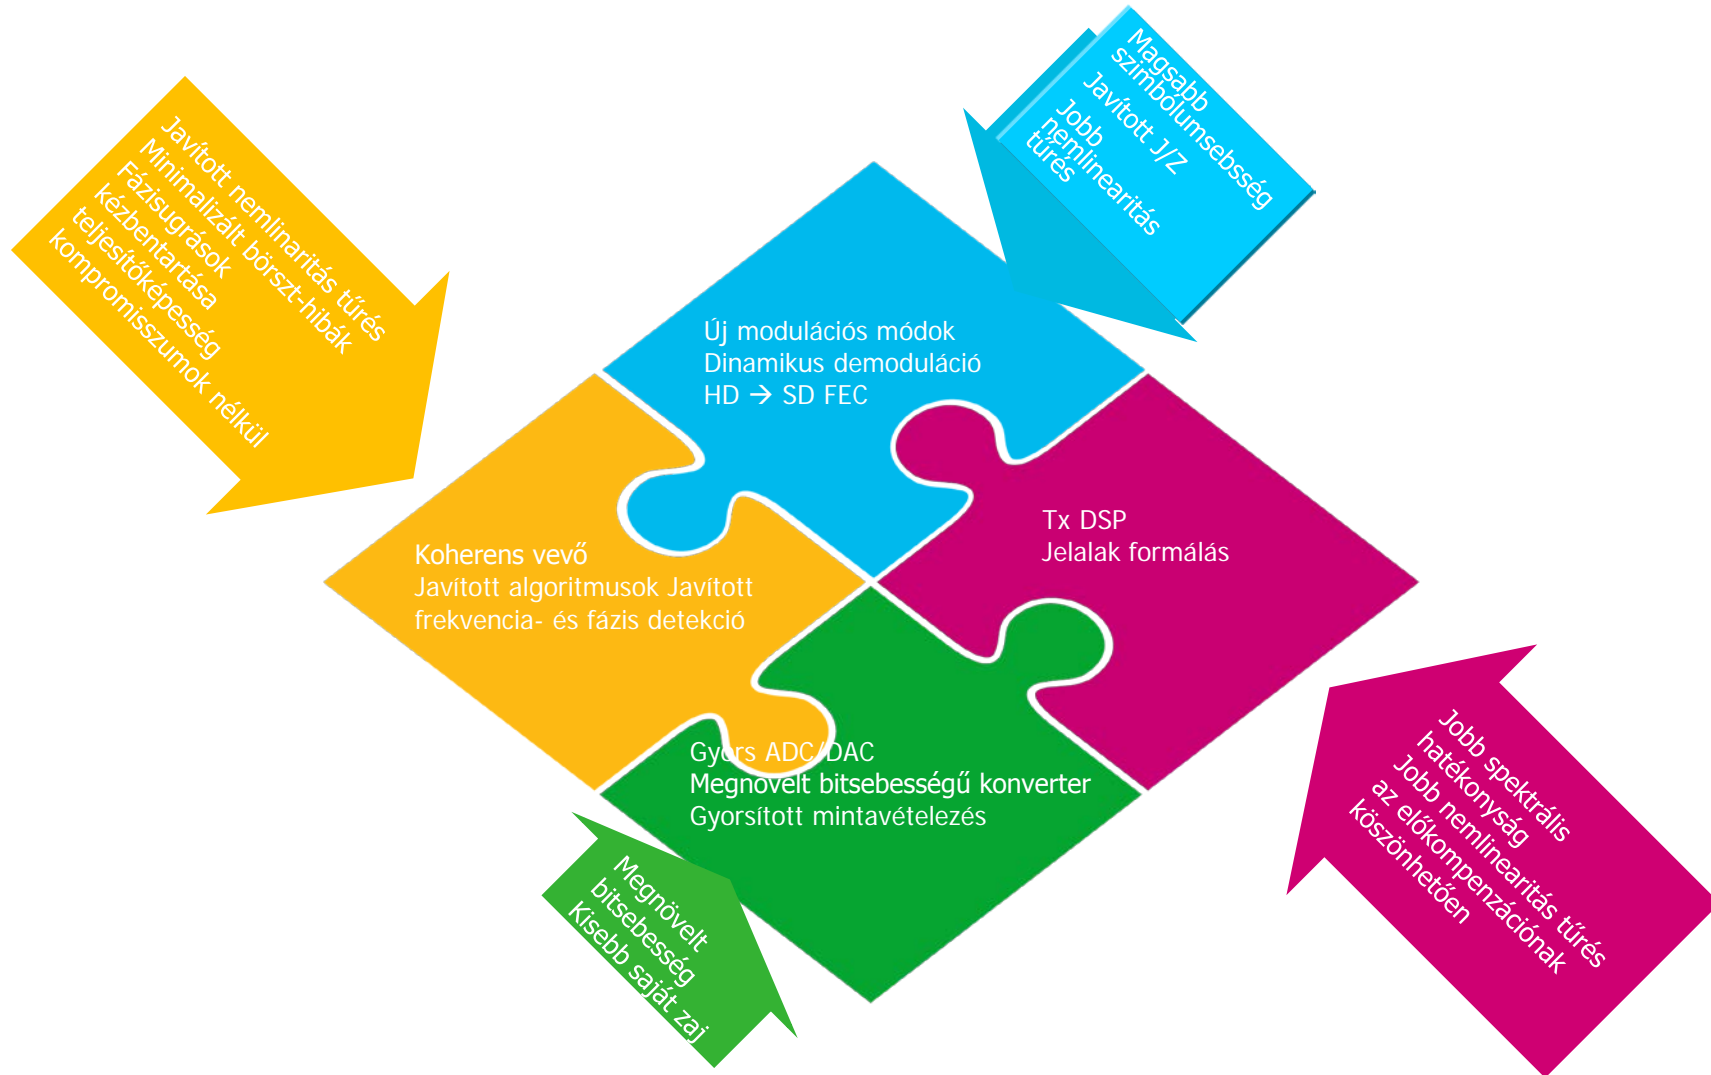 Javított nemlinaritás tűrés
Minimalizált börszt-hibák
Fázisugrások
kézbentartása
teljesítőképesség
kompromisszumok nélkül
Magsabb
szimbólumsebsség
Javított J/Z
Jobb
nemlinearitás
tűrés
Új modulációs módok
Dinamikus demoduláció
HD → SD FEC
Tx DSP
Jelalak formálás
Koherens vevő
Javított algoritmusok Javított
frekvencia- és fázis detekció
Gyors ADC/DAC
Megnövelt bitsebességű konverter
Gyorsított mintavételezés
Megnövelt
bitsebesség
Kisebb saját zaj
Jobb spektrális
hatékonyság
Jobb nemlinearitás tűrés
az előkompenzációnak
köszönhetően